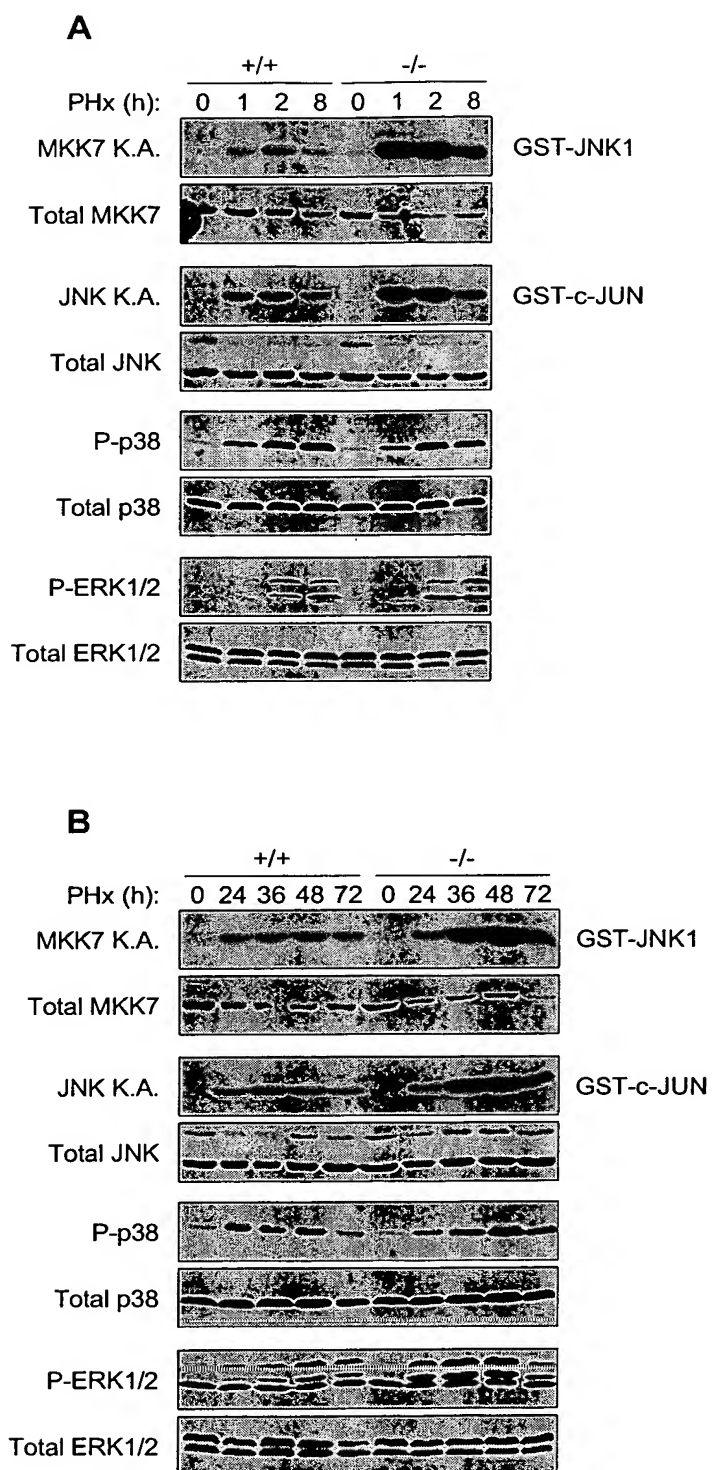 A
+/+ -/-
PHx (h): 0 1 2 8 0 1 2 8
MKK7 K.A. GST-JNK1
Total MKK7
JNK K.A. GST-c-JUN
Total JNK
P-p38
Total p38
P-ERK1/2
Total ERK1/2
B
+/+ -/-
PHx (h): 0 24 36 48 72 0 24 36 48 72
MKK7 K.A. GST-JNK1
Total MKK7
JNK K.A. GST-c-JUN
Total JNK
P-p38
Total p38
P-ERK1/2
Total ERK1/2